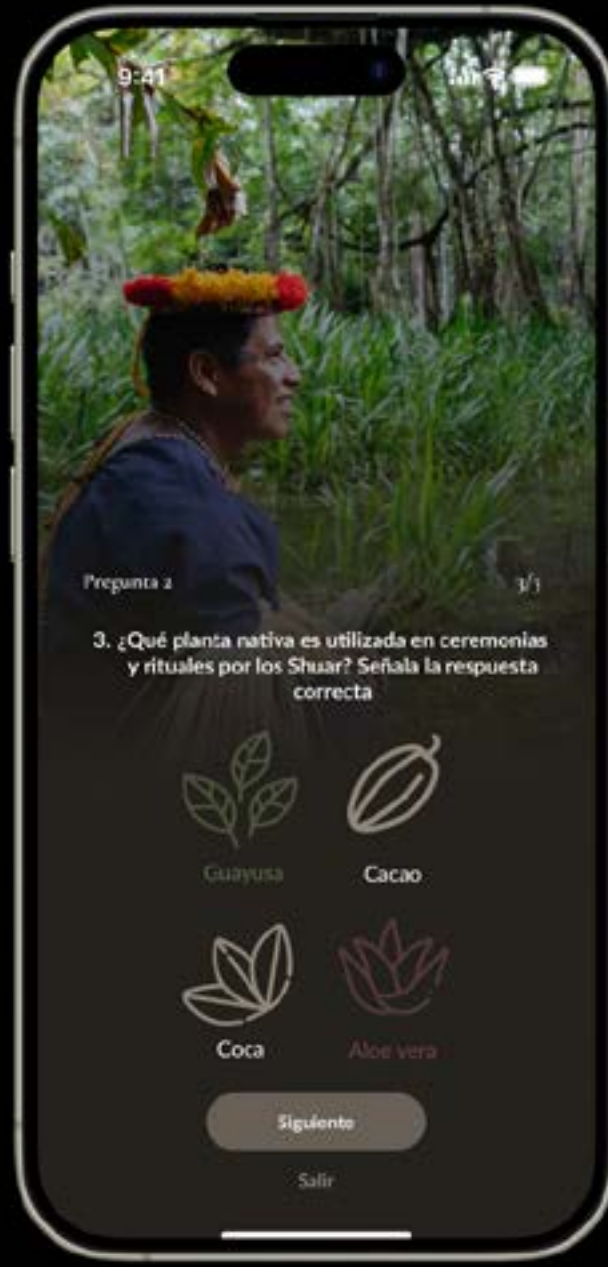 9:41
Pregunta 2
3/3
3. ¿Qué planta nativa es utilizada en ceremonias
y rituales por los Shuar? Señala la respuesta
correcta
Guayusa
Cacao
Coca
Aloe vera
Siguiente
Salir